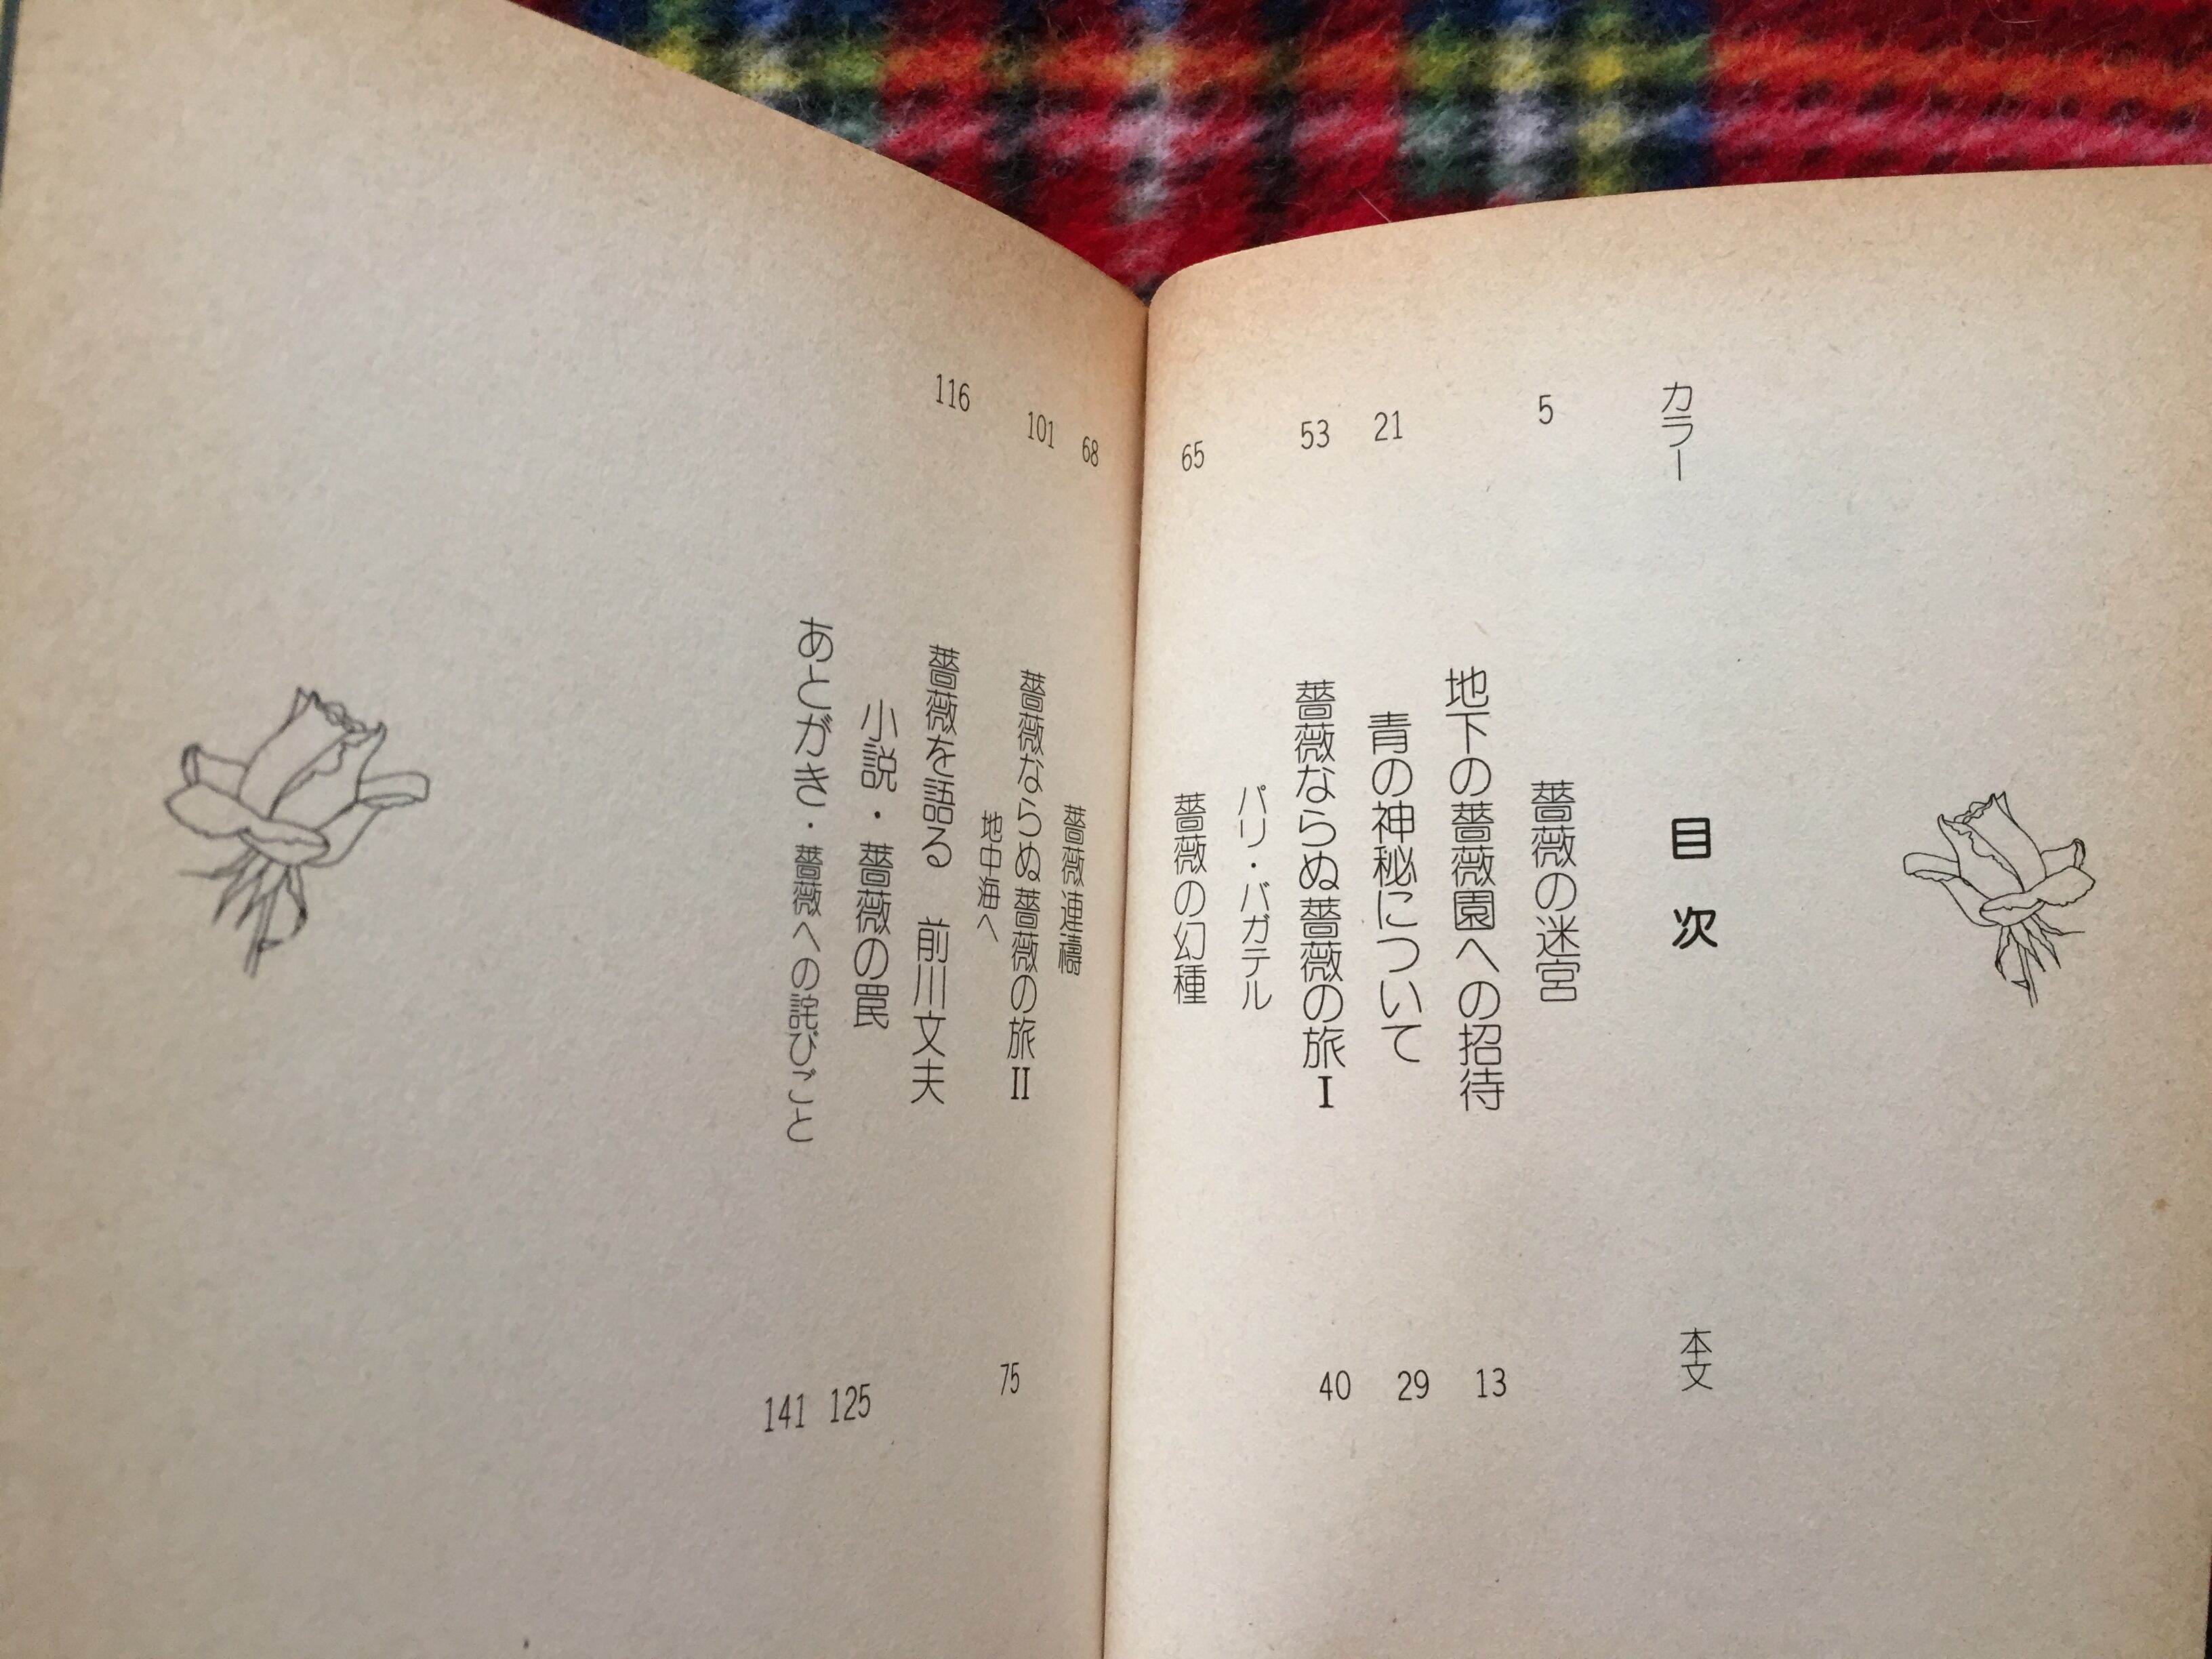 カラー
目次
本文
5
薔薇の迷宮
地下の薔薇園への招待
13
21
青の神秘について
29
53
薔薇ならぬ薔薇の旅Ⅰ
40
パリ・バガテル
65
薔薇の幻種
68
薔薇連禱
101
薔薇ならぬ薔薇の旅Ⅱ
75
地中海へ
116
薔薇を語る 前川文夫
小説・薔薇の罠
125
あとがき・薔薇への詫びごと
141